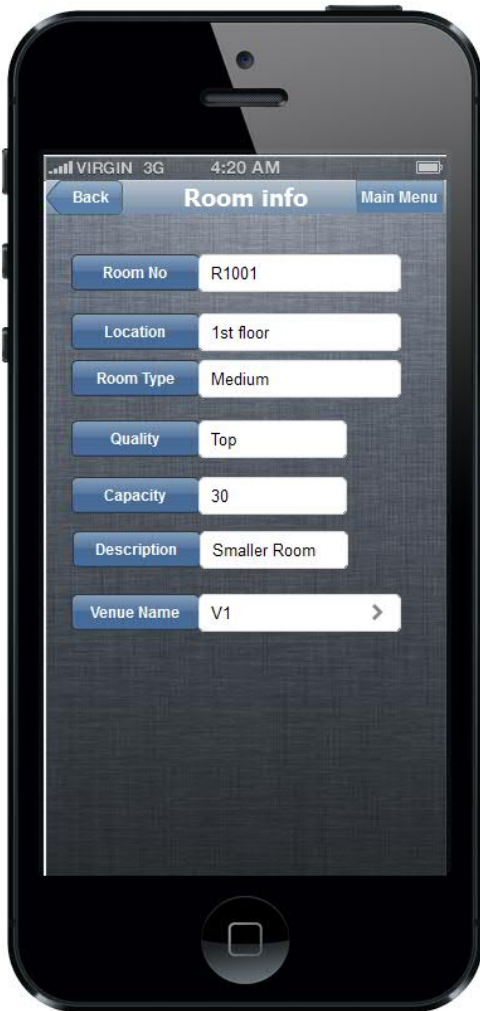 VIRGIN 3G 4:20 AM
Back Room info Main Menu
Room No R1001
Location 1st floor
Room Type Medium
Quality Top
Capacity 30
Description Smaller Room
Venue Name V1